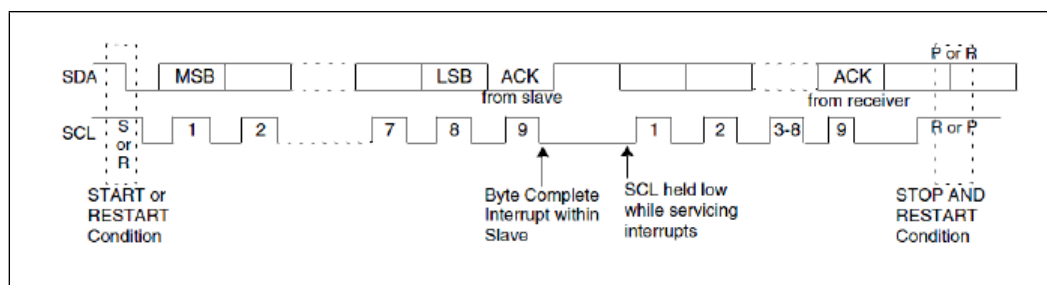 P or R
SDA MSB LSB ACK ACK
from slave from receiver
SCL S or R 1 2 7 8 9 1 2 3-8 9 R or P
START or
RESTART
Condition
Byte Complete
Interrupt within
Slave
SCL held low
while servicing
interrupts
STOP AND
RESTART
Condition